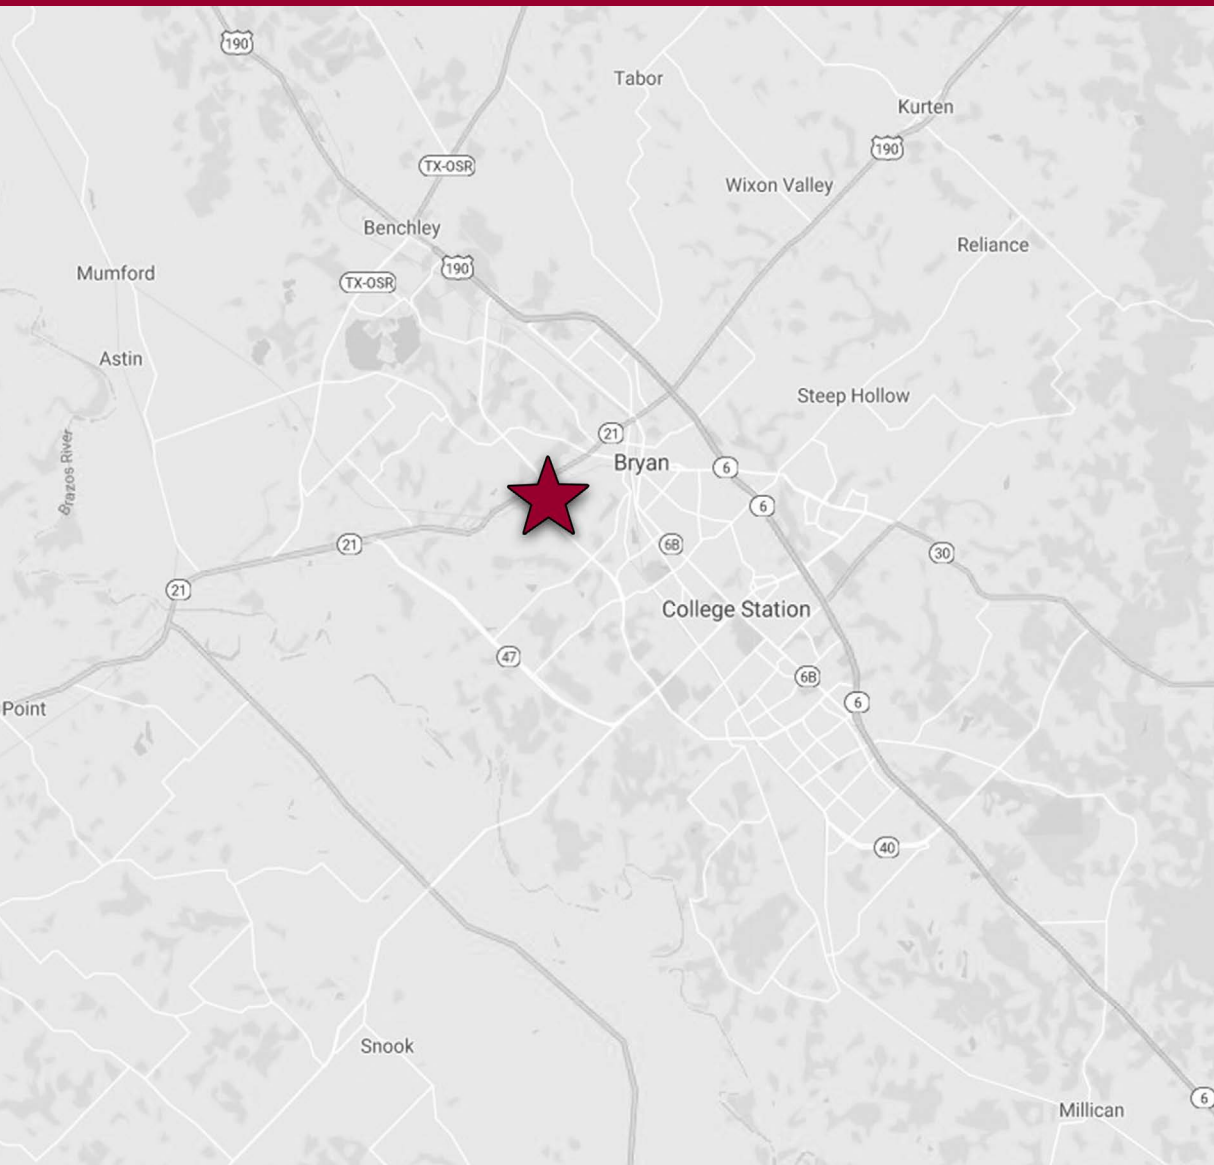 190
Tabor
Kurten
190
TX-OSR
Wixon Valley
Benchley
Reliance
190
Mumford
TX-OSR
Astin
Steep Hollow
21
Bryan
6
Brazos River
6
21
6B
30
21
College Station
47
6B
6
Point
40
Snook
6
Millican